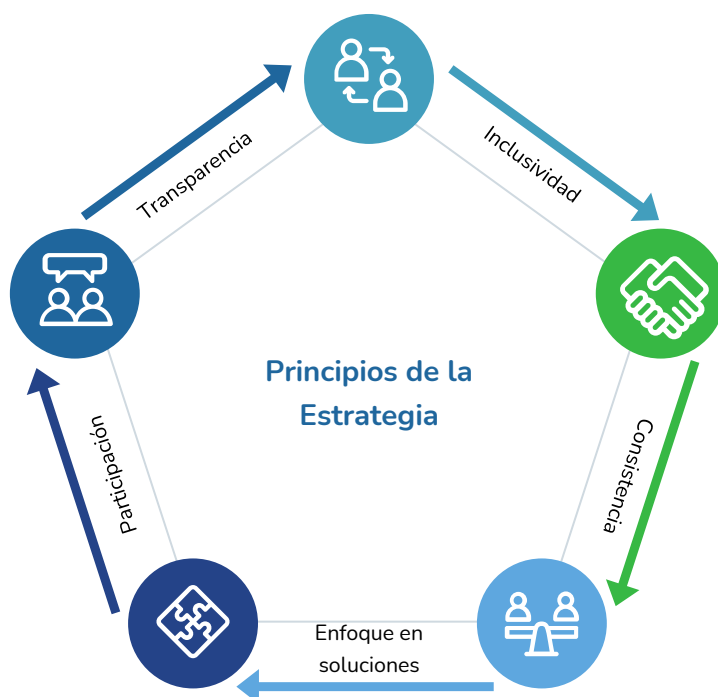 Transparencia
Inclusividad
Principios de la
Estrategia
Participación
Consistencia
Enfoque en
soluciones